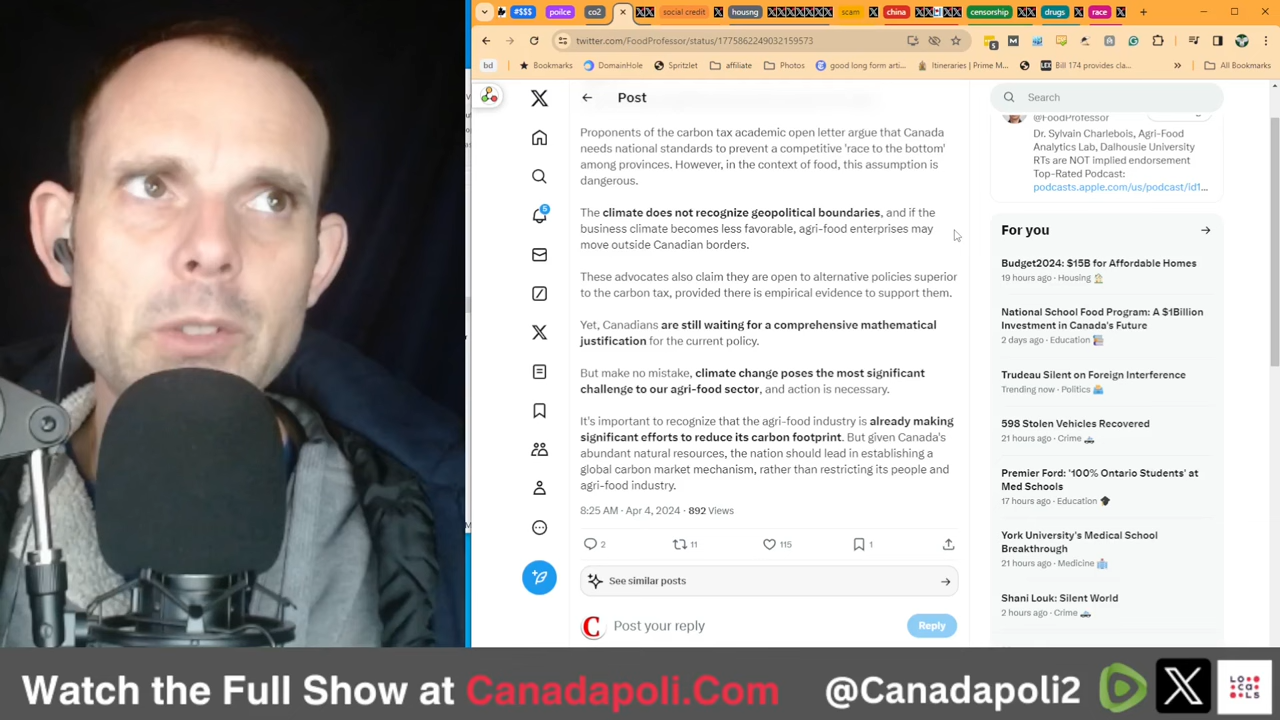 #$$$
poilce
co2
social credit
housng
scam
china
censorship
drugs
race
twitter.com/FoodProfessor/status/1775862249032159573
bd
Bookmarks
DomainHole
Spritzlet
affiliate
Photos
good long form arti...
Itineraries | Prime M...
Bill 174 provides cla...
All Bookmarks
Post
Search
Proponents of the carbon tax academic open letter argue that Canada
needs national standards to prevent a competitive 'race to the bottom'
among provinces. However, in the context of food, this assumption is
dangerous.
The climate does not recognize geopolitical boundaries, and if the
business climate becomes less favorable, agri-food enterprises may
move outside Canadian borders.
These advocates also claim they are open to alternative policies superior
to the carbon tax, provided there is empirical evidence to support them.
Yet, Canadians are still waiting for a comprehensive mathematical
justification for the current policy.
But make no mistake, climate change poses the most significant
challenge to our agri-food sector, and action is necessary.
It's important to recognize that the agri-food industry is already making
significant efforts to reduce its carbon footprint. But given Canada's
abundant natural resources, the nation should lead in establishing a
global carbon market mechanism, rather than restricting its people and
agri-food industry.
8:25 AM · Apr 4, 2024 · 892 Views
2
11
115
1
See similar posts
Post your reply
Reply
@FoodProfessor
Dr. Sylvain Charlebois, Agri-Food
Analytics Lab, Dalhousie University
RTs are NOT implied endorsement
Top-Rated Podcast:
podcasts.apple.com/us/podcast/id1...
For you
Budget2024: $15B for Affordable Homes
19 hours ago · Housing
National School Food Program: A $1Billion
Investment in Canada's Future
2 days ago · Education
Trudeau Silent on Foreign Interference
Trending now · Politics
598 Stolen Vehicles Recovered
21 hours ago · Crime
Premier Ford: '100% Ontario Students' at
Med Schools
17 hours ago · Education
York University's Medical School
Breakthrough
21 hours ago · Medicine
Shani Louk: Silent World
2 hours ago · Crime
Watch the Full Show at Canadapoli.Com
@Canadapoli2
LOCALS